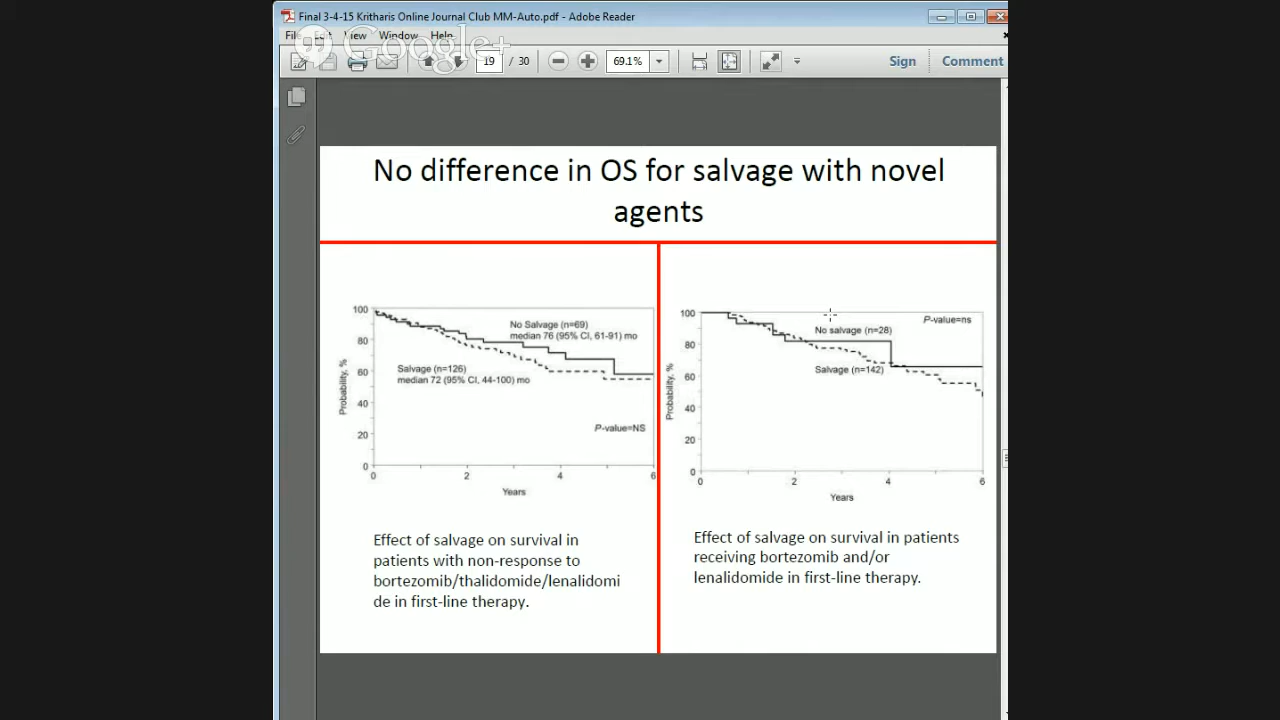 Final 3-4-15 Kritharis Online Journal Club MM-Auto.pdf - Adobe Reader
File Edit View Window Help
Google+
19 / 30 69.1% Sign Comment
No difference in OS for salvage with novel
agents
100
80
60
40
20
0
Probability, %
No Salvage (n=69)
median 76 (95% CI, 61-91) mo
Salvage (n=126)
median 72 (95% CI, 44-100) mo
P-value=NS
0 2 4 6
Years
Effect of salvage on survival in
patients with non-response to
bortezomib/thalidomide/lenalidomi
de in first-line therapy.
100
80
60
40
20
0
Probability, %
P-value=ns
No salvage (n=28)
Salvage (n=142)
0 2 4 6
Years
Effect of salvage on survival in patients
receiving bortezomib and/or
lenalidomide in first-line therapy.